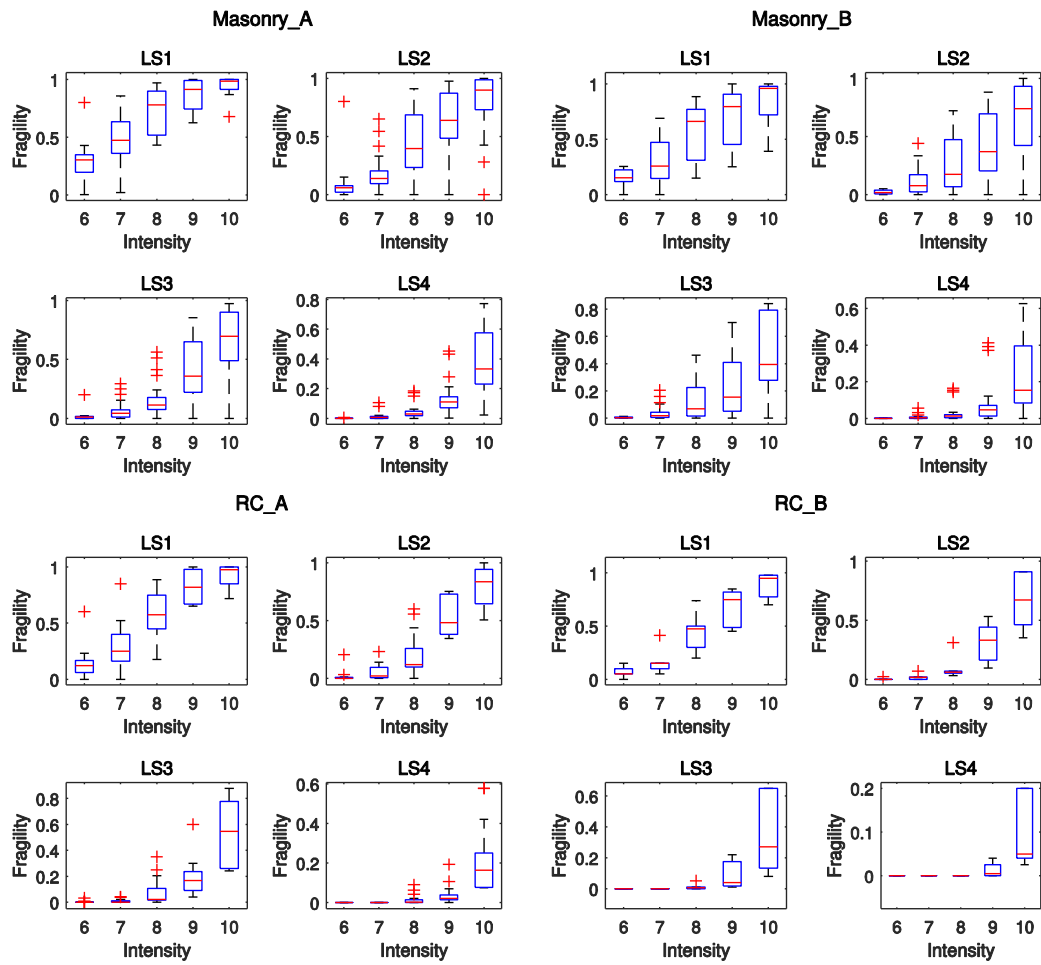 Masonry_A
Masonry_B
LS1
LS2
LS1
LS2
Fragility
1
0.5
0
6 7 8 9 10
Intensity
Fragility
1
0.5
0
6 7 8 9 10
Intensity
Fragility
1
0.5
0
6 7 8 9 10
Intensity
Fragility
1
0.5
0
6 7 8 9 10
Intensity
LS3
LS4
LS3
LS4
Fragility
1
0.5
0
6 7 8 9 10
Intensity
Fragility
0.8
0.6
0.4
0.2
0
6 7 8 9 10
Intensity
Fragility
0.8
0.6
0.4
0.2
0
6 7 8 9 10
Intensity
Fragility
0.6
0.4
0.2
0
6 7 8 9 10
Intensity
RC_A
RC_B
LS1
LS2
LS1
LS2
Fragility
1
0.5
0
6 7 8 9 10
Intensity
Fragility
1
0.5
0
6 7 8 9 10
Intensity
Fragility
1
0.5
0
6 7 8 9 10
Intensity
Fragility
1
0.5
0
6 7 8 9 10
Intensity
LS3
LS4
LS3
LS4
Fragility
0.8
0.6
0.4
0.2
0
6 7 8 9 10
Intensity
Fragility
0.6
0.4
0.2
0
6 7 8 9 10
Intensity
Fragility
0.6
0.4
0.2
0
6 7 8 9 10
Intensity
Fragility
0.2
0.1
0
6 7 8 9 10
Intensity